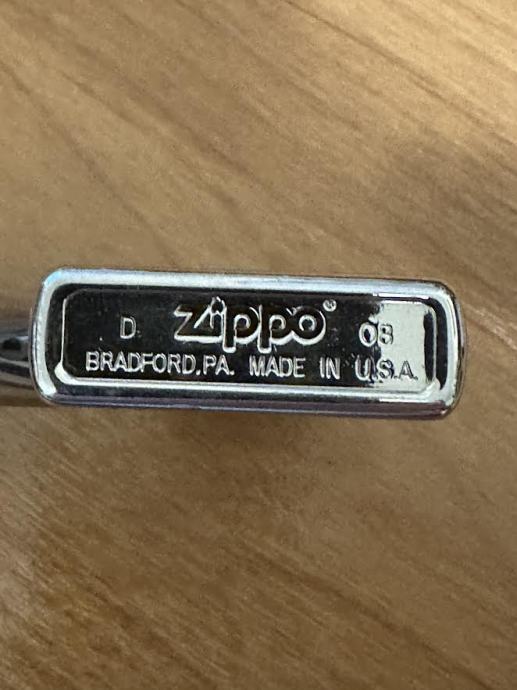 D Zippo® 08
BRADFORD,PA. MADE IN U.S.A.